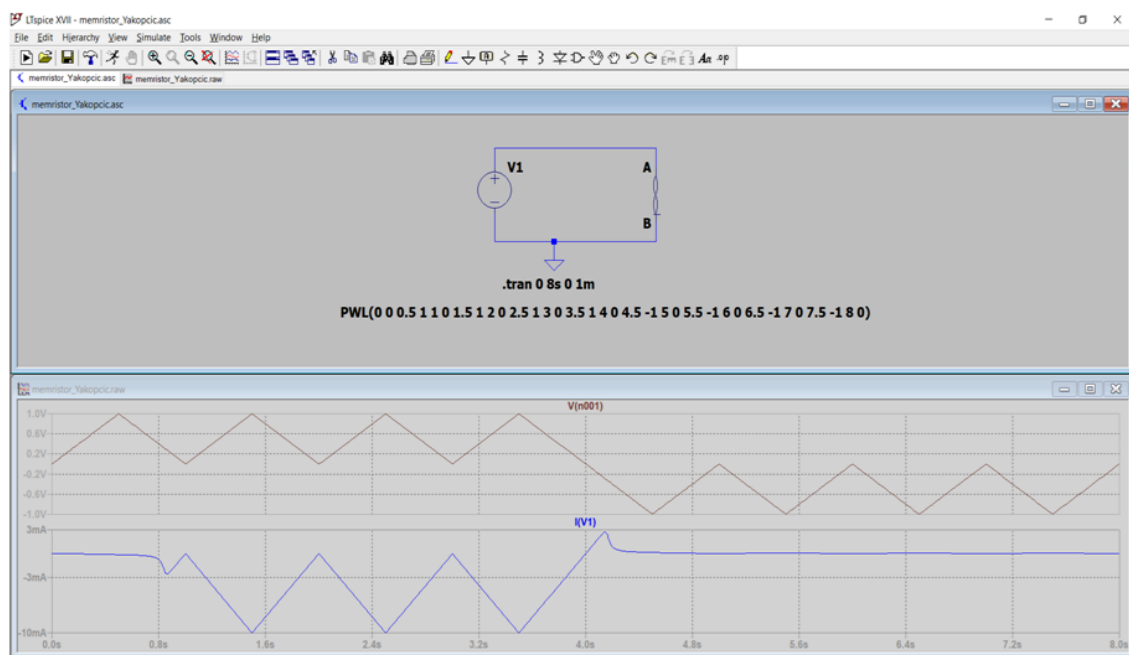 LTspice XVII - memristor_Yakopcic.asc
File Edit Hierarchy View Simulate Tools Window Help
memristor_Yakopcic.asc memristor_Yakopcic.raw
memristor_Yakopcic.asc
V1 A
B
.tran 0 8s 0 1m
PWL(0 0 0.5 1 1 0 1.5 1 2 0 2.5 1 3 0 3.5 1 4 0 4.5 -1 5 0 5.5 -1 6 0 6.5 -1 7 0 7.5 -1 8 0)
memristor_Yakopcic.raw
V(n001)
1.0V
0.6V
0.2V
-0.2V
-0.6V
-1.0V
I(V1)
3mA
-3mA
-10mA
0.0s 0.8s 1.6s 2.4s 3.2s 4.0s 4.8s 5.6s 6.4s 7.2s 8.0s